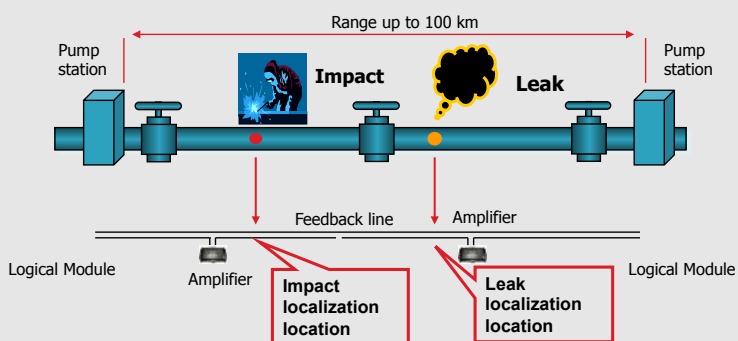 Range up to 100 km
Pump
station
Pump
station
Impact
Leak
Feedback line
Amplifier
Logical Module
Amplifier
Logical Module
Impact
localization
location
Leak
localization
location